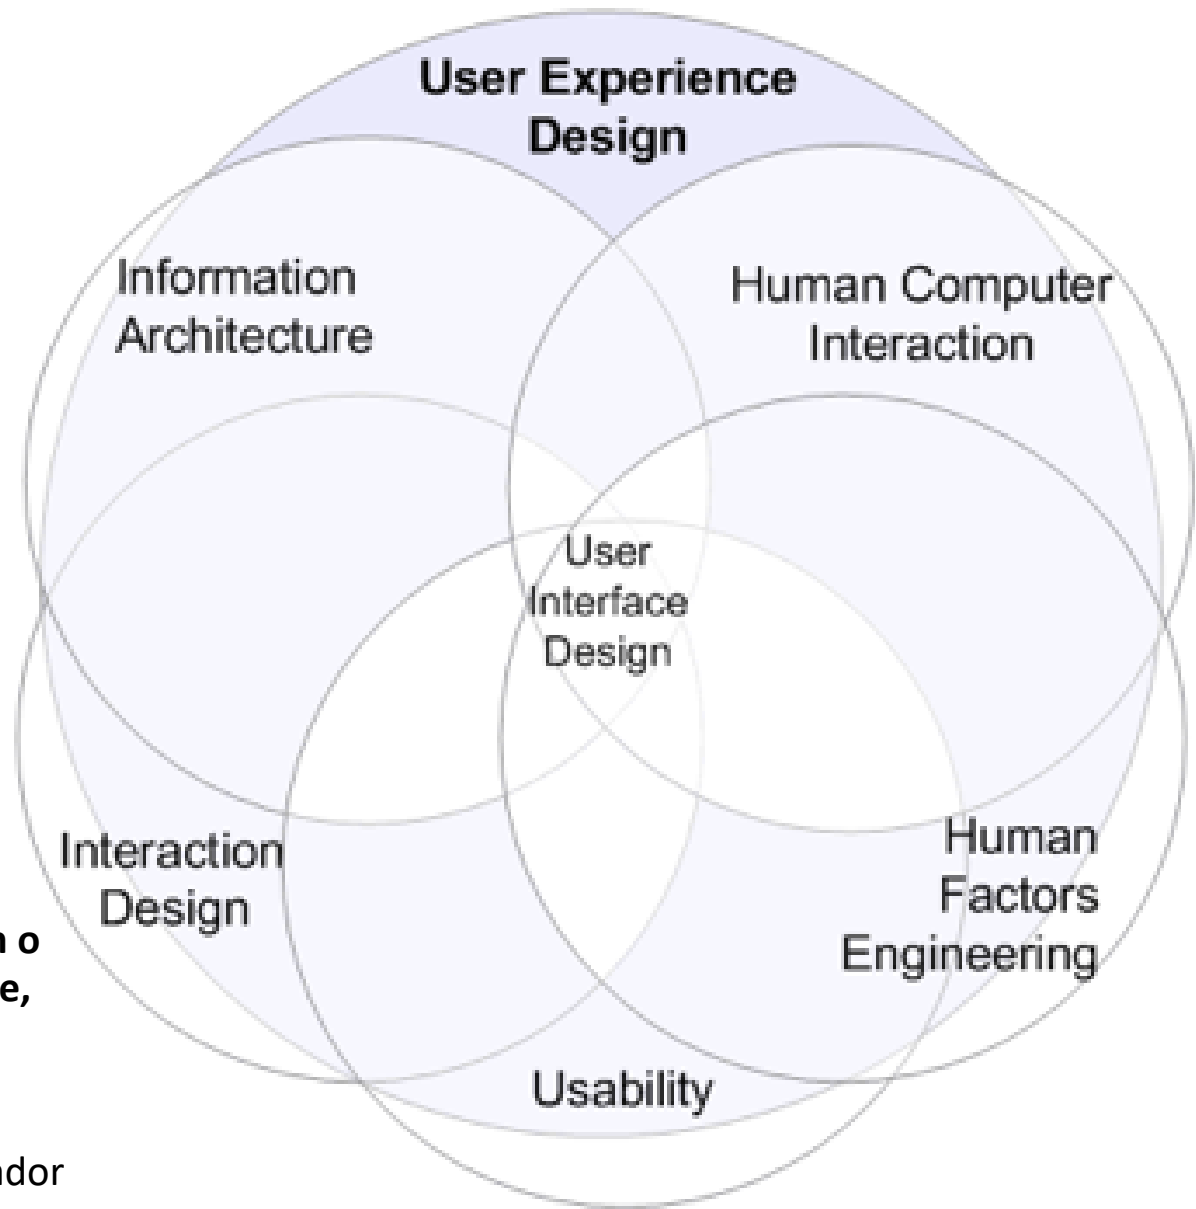 User Experience
Design
Information
Architecture
Human Computer
Interaction
User
Interface
Design
Interaction
Design
Human
Factors
Engineering
o
Usability